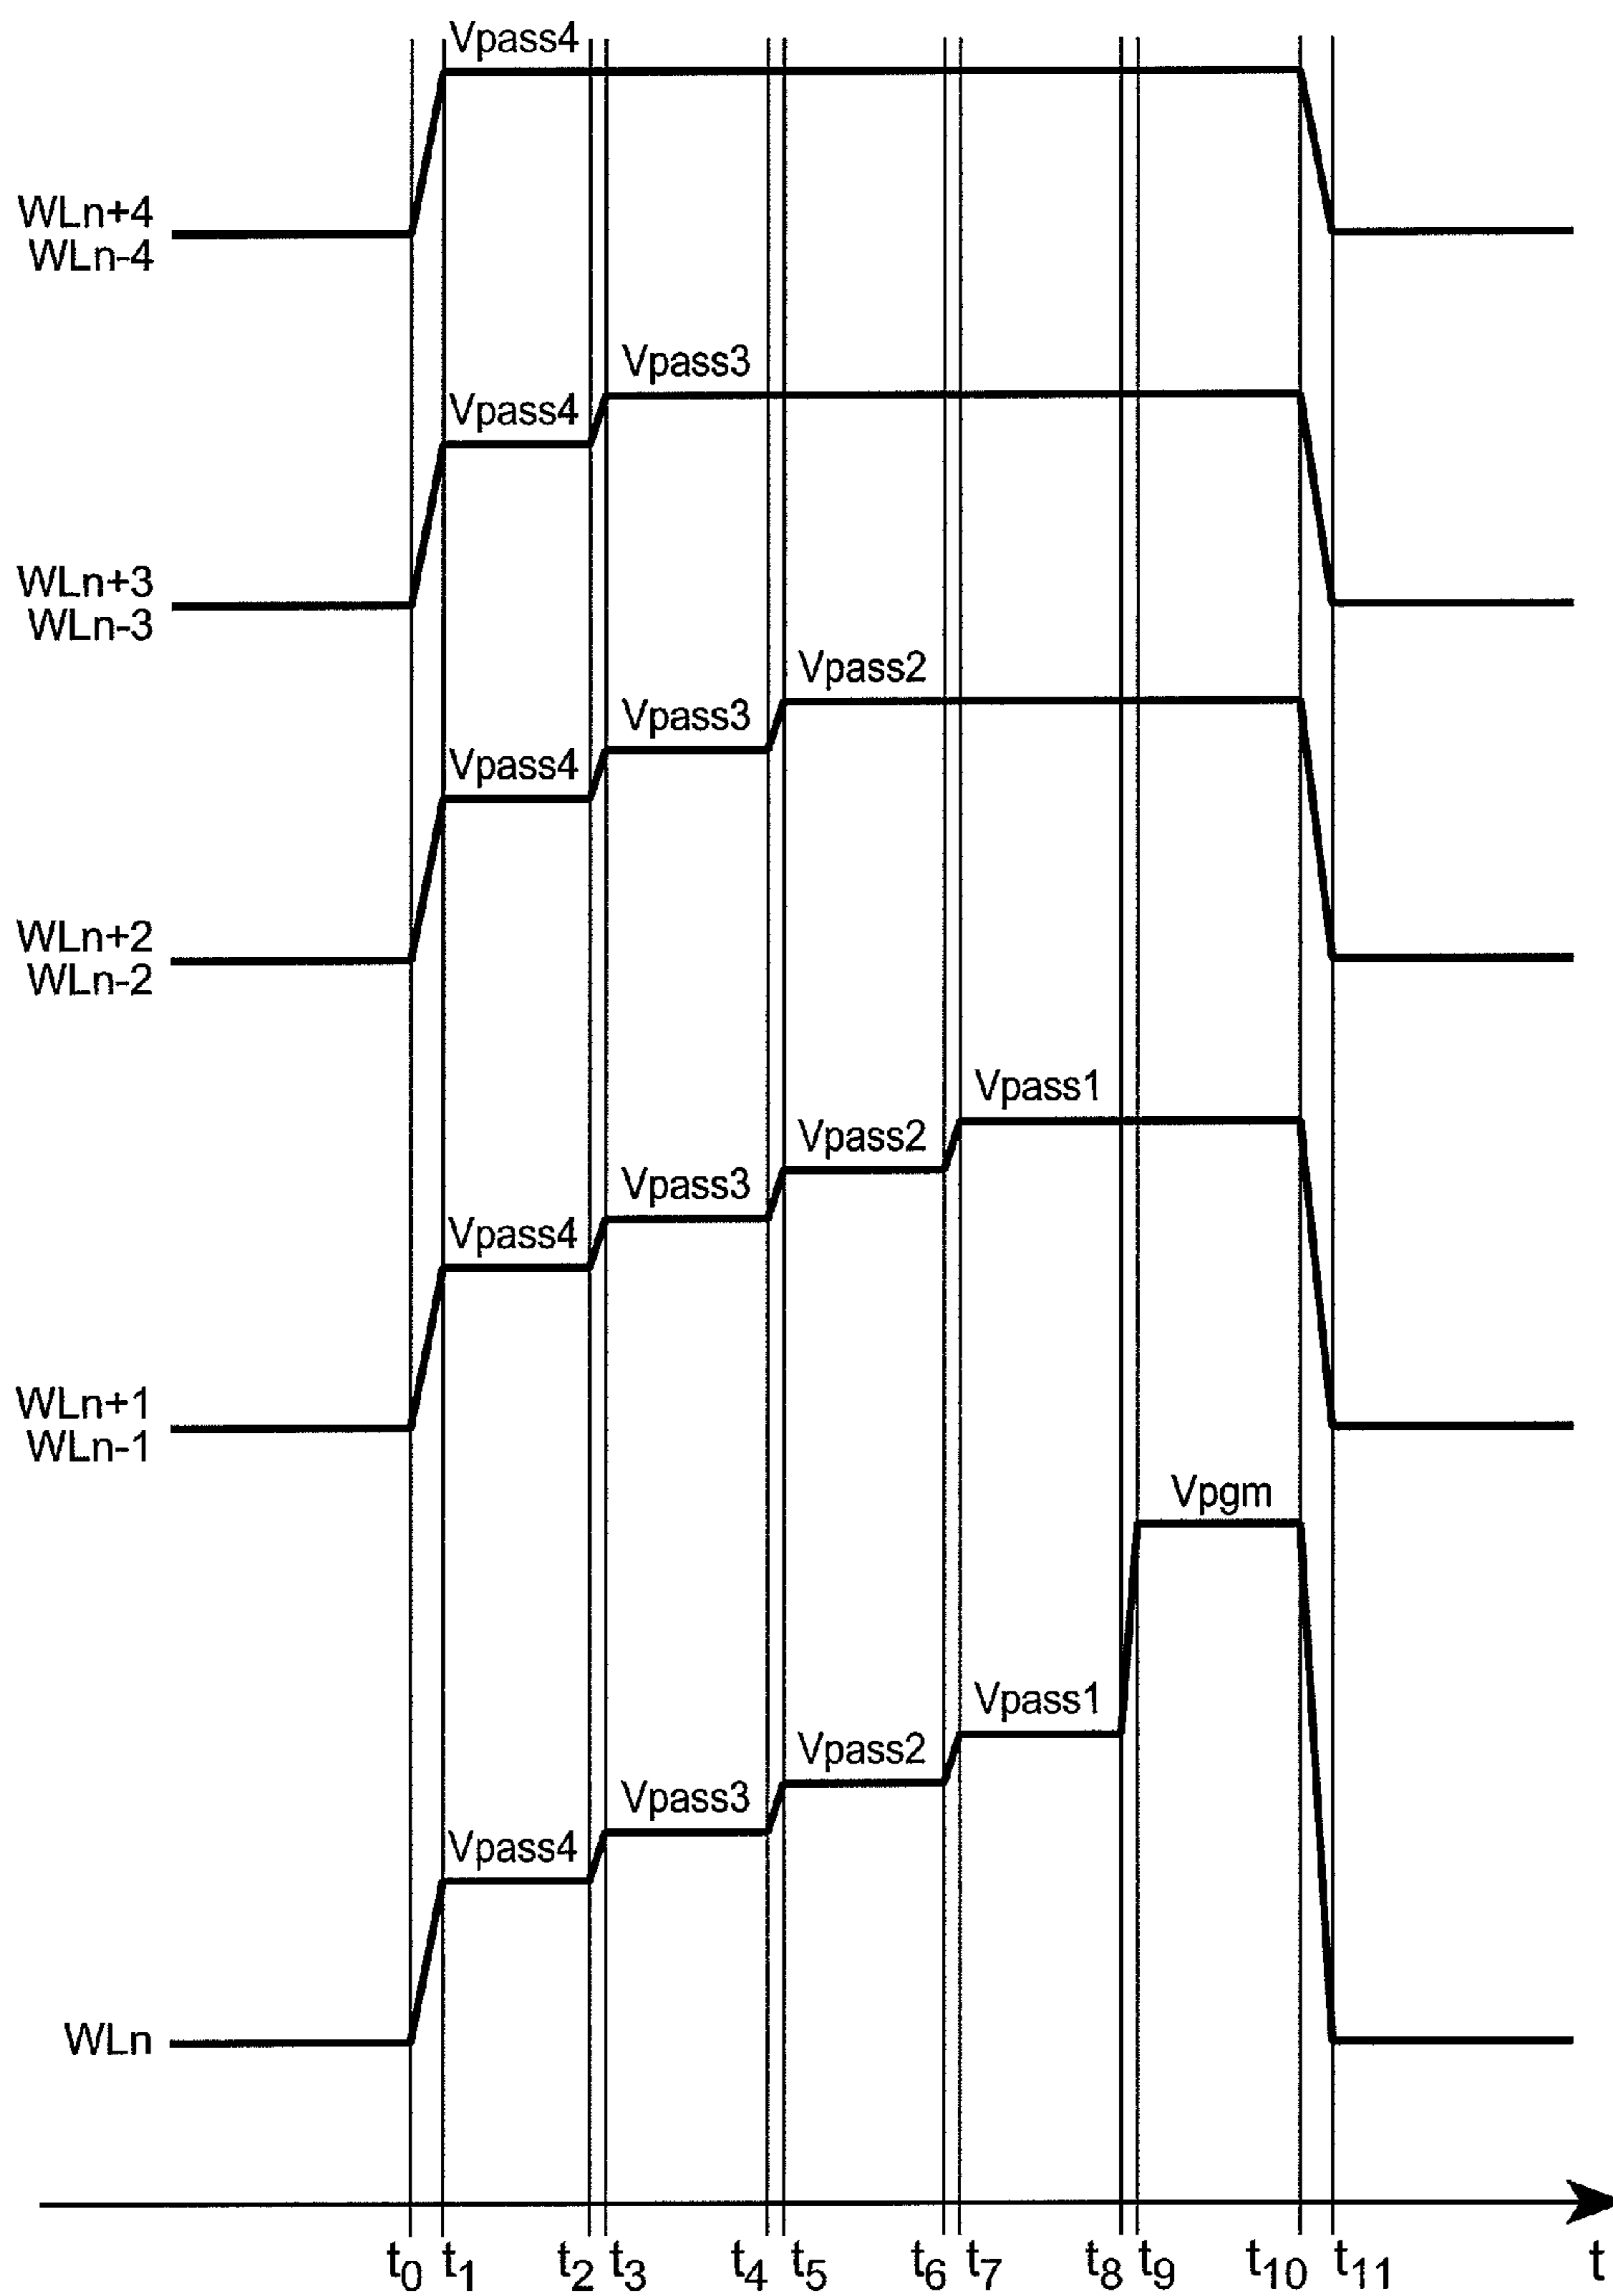 Vpass4
WLn+4
WLn-4
Vpass3
Vpass4
WLn+3
WLn-3
Vpass2
Vpass3
Vpass4
WLn+2
WLn-2
Vpass1
Vpass2
Vpass3
Vpass4
WLn+1
WLn-1
Vpgm
Vpass1
Vpass2
Vpass3
Vpass4
WLn
t0 t1 t2 t3 t4 t5 t6 t7 t8 t9 t10 t11 t